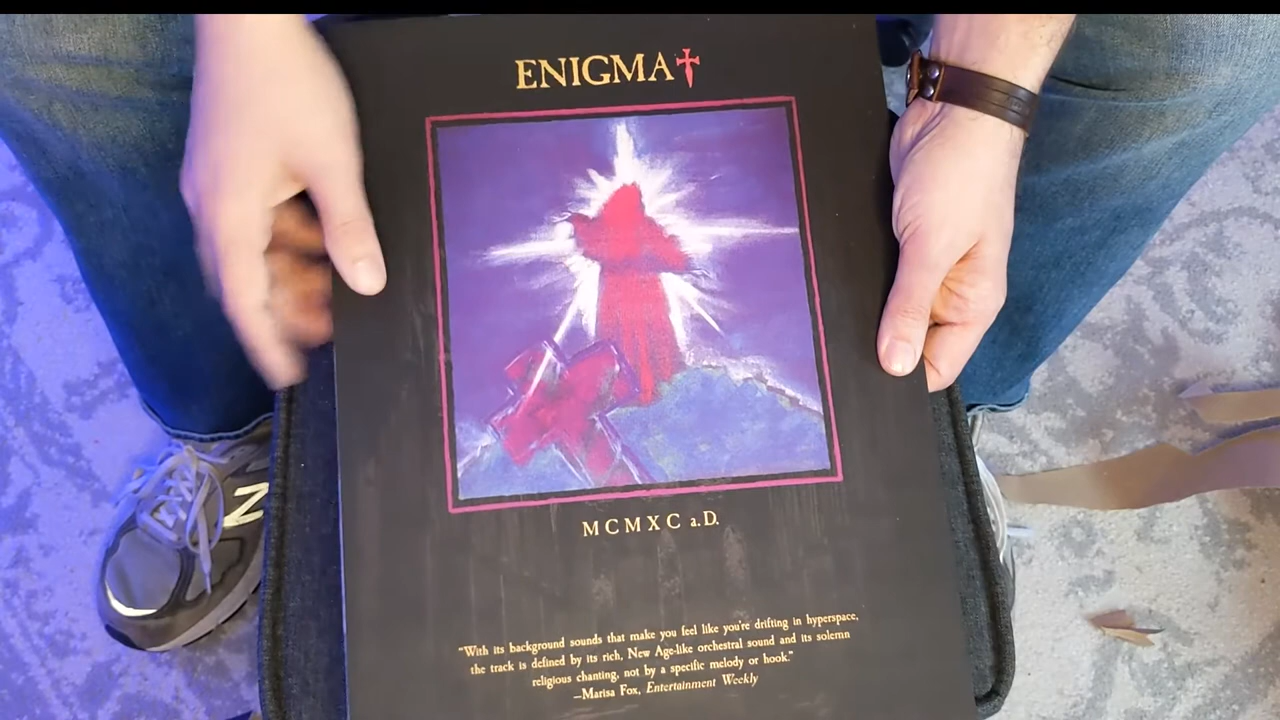 ENIGMA
MCMXC a.D.
"With its background sounds that make you feel like you're drifting in hyperspace,
the track is defined by its rich, New Age-like orchestral sound and its solemn
religious chanting, not by a specific melody or hook."
—Marisa Fox, Entertainment Weekly
N